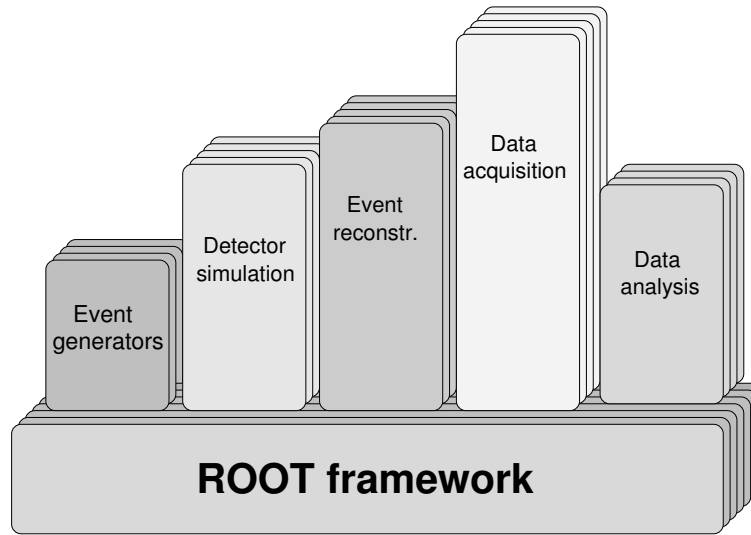 Event
generators
Detector
simulation
Event
reconstr.
Data
acquisition
Data
analysis
ROOT framework